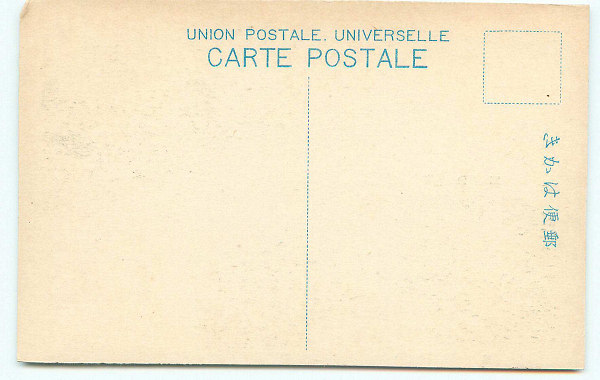 UNION POSTALE. UNIVERSELLE
CARTE POSTALE
郵便はかき